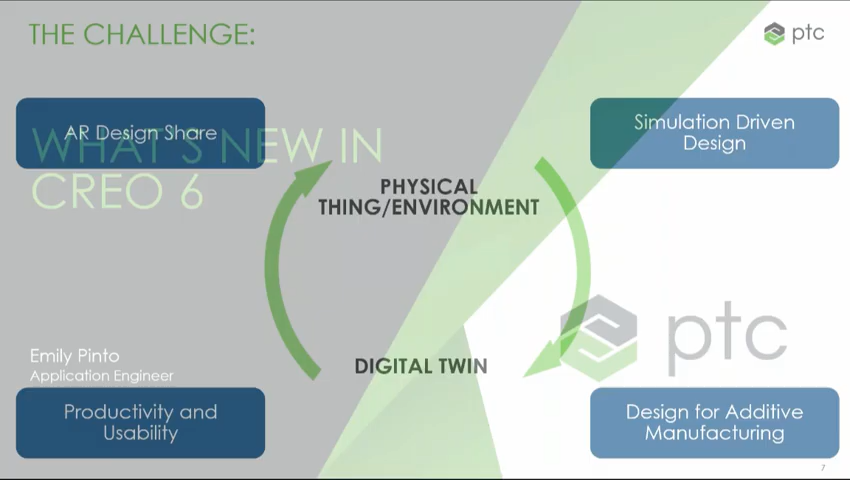 THE CHALLENGE:
ptc
AR Design Share
Simulation Driven
Design
WHAT'S NEW IN
CREO 6
PHYSICAL
THING/ENVIRONMENT
ptc
Emily Pinto
Application Engineer
DIGITAL TWIN
Productivity and
Usability
Design for Additive
Manufacturing
7